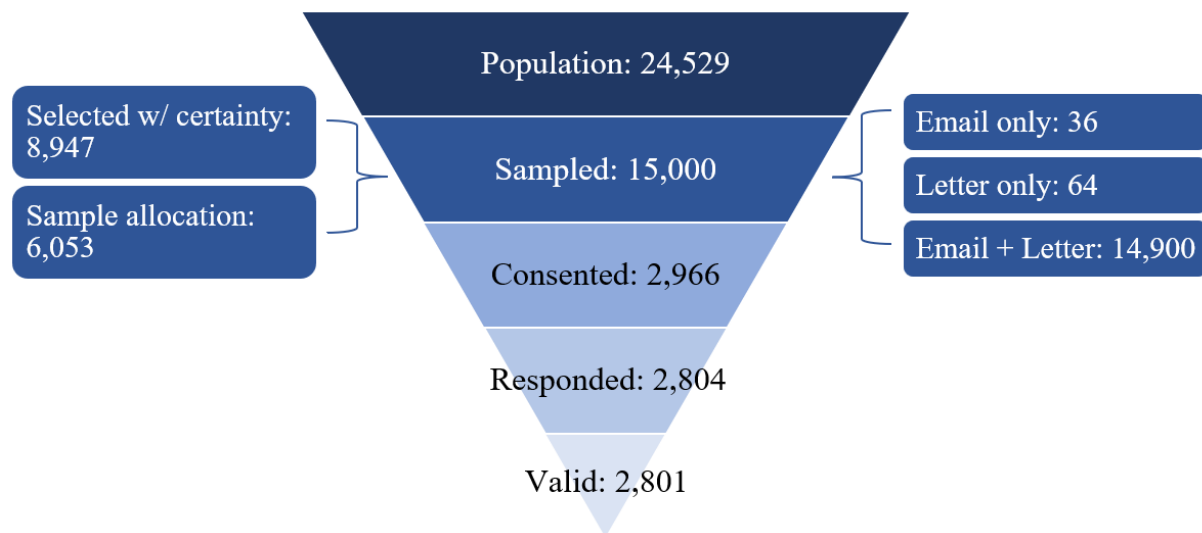 Population: 24,529
Selected w/ certainty:
8,947
Sample allocation:
6,053
Sampled: 15,000
Email only: 36
Letter only: 64
Email + Letter: 14,900
Consented: 2,966
Responded: 2,804
Valid: 2,801